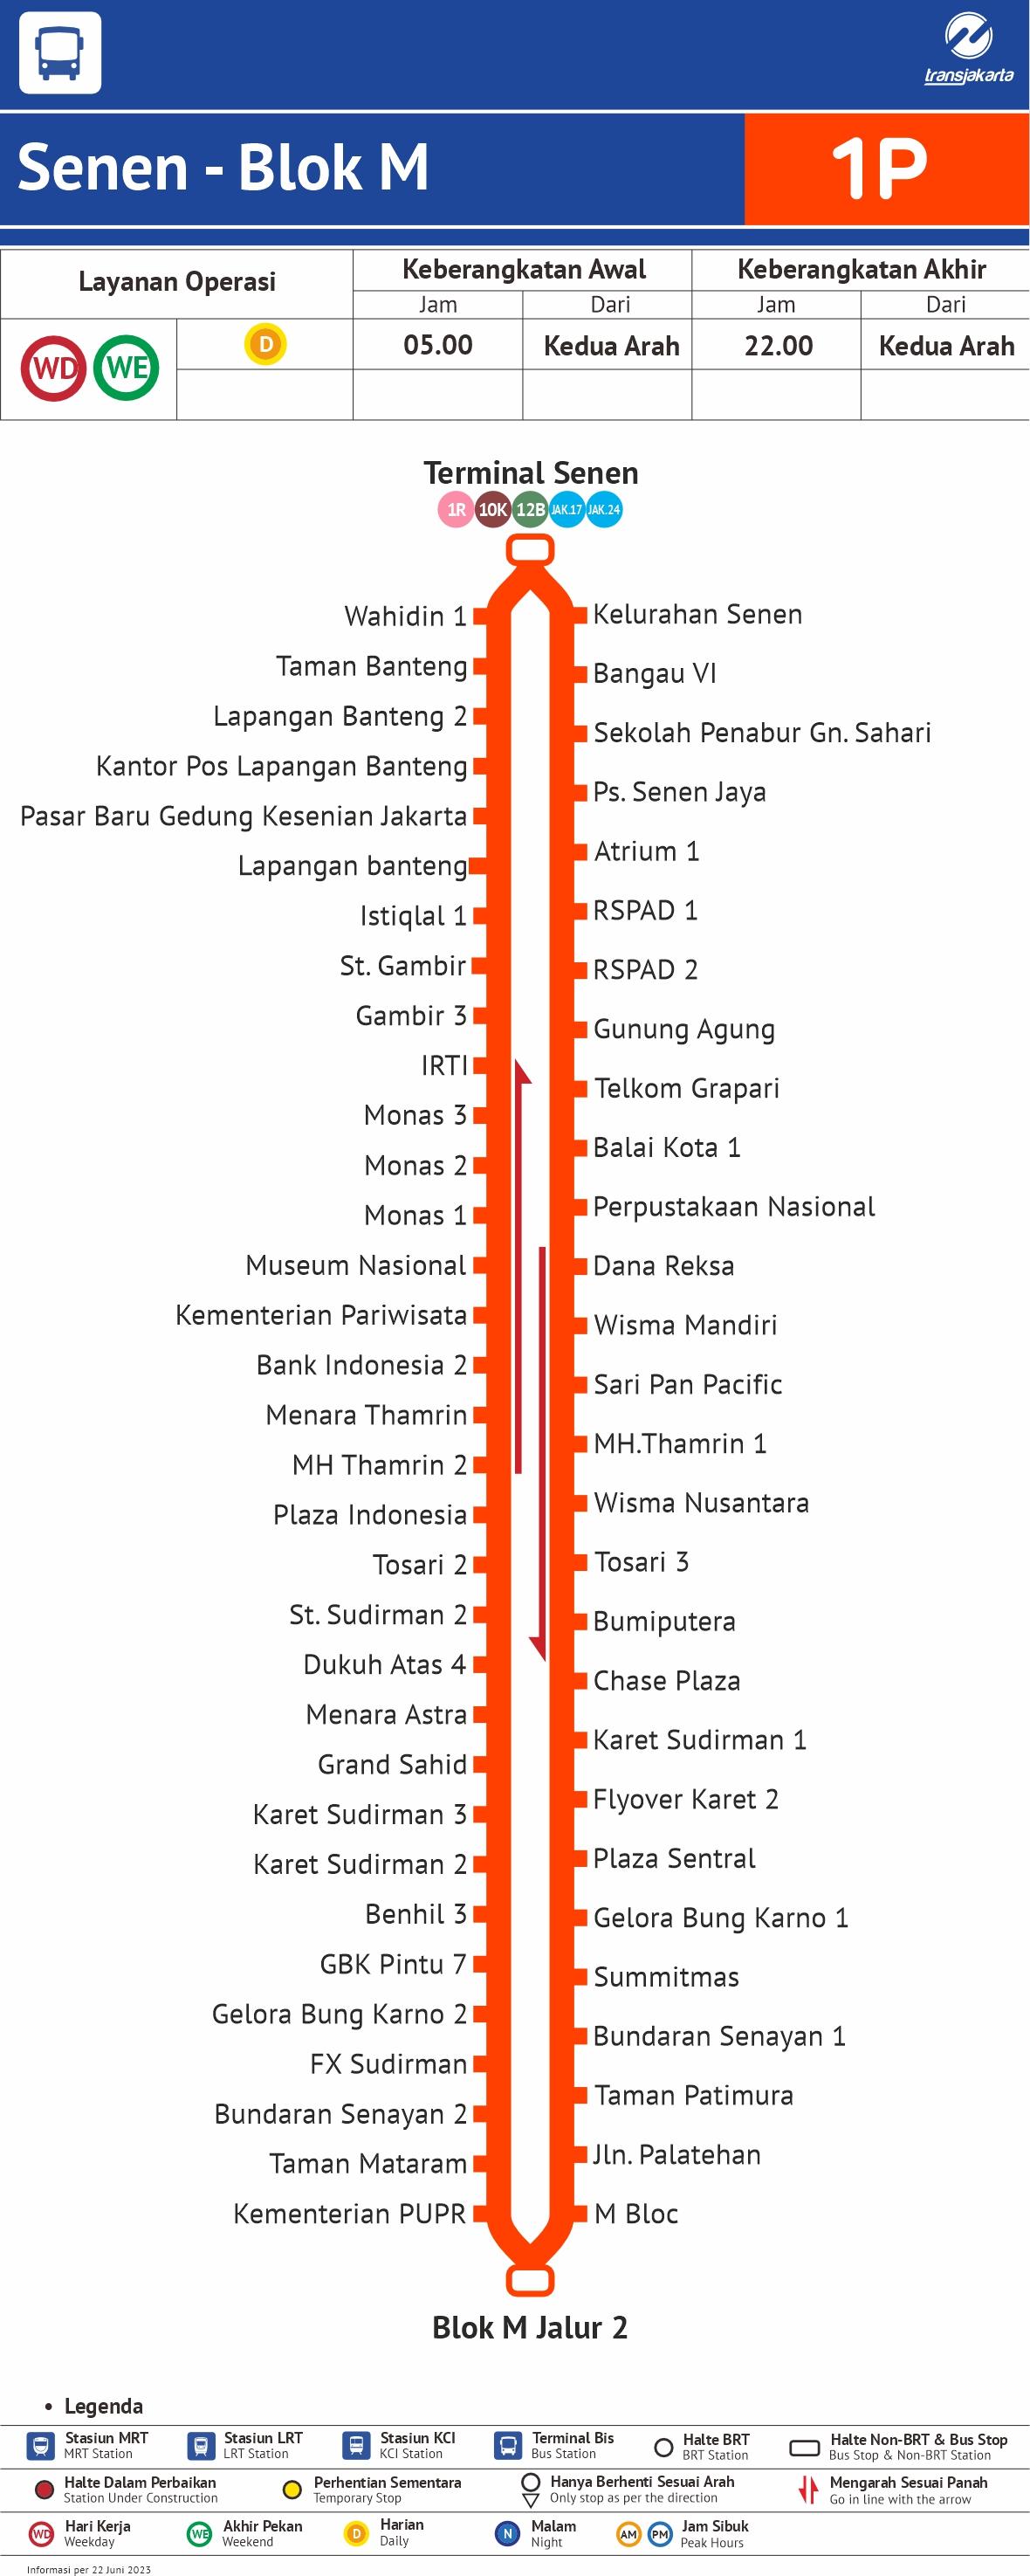 transjakarta
Senen - Blok M
1P
Layanan Operasi
Keberangkatan Awal
Keberangkatan Akhir
Jam
Dari
Jam
Dari
WD
WE
D
05.00
Kedua Arah
22.00
Kedua Arah
Terminal Senen
1R
10K
12B
JAK.17
JAK.24
Wahidin 1
Taman Banteng
Lapangan Banteng 2
Kantor Pos Lapangan Banteng
Pasar Baru Gedung Kesenian Jakarta
Lapangan banteng
Istiqlal 1
St. Gambir
Gambir 3
IRTI
Monas 3
Monas 2
Monas 1
Museum Nasional
Kementerian Pariwisata
Bank Indonesia 2
Menara Thamrin
MH Thamrin 2
Plaza Indonesia
Tosari 2
St. Sudirman 2
Dukuh Atas 4
Menara Astra
Grand Sahid
Karet Sudirman 3
Karet Sudirman 2
Benhil 3
GBK Pintu 7
Gelora Bung Karno 2
FX Sudirman
Bundaran Senayan 2
Taman Mataram
Kementerian PUPR
Kelurahan Senen
Bangau VI
Sekolah Penabur Gn. Sahari
Ps. Senen Jaya
Atrium 1
RSPAD 1
RSPAD 2
Gunung Agung
Telkom Grapari
Balai Kota 1
Perpustakaan Nasional
Dana Reksa
Wisma Mandiri
Sari Pan Pacific
MH.Thamrin 1
Wisma Nusantara
Tosari 3
Bumiputera
Chase Plaza
Karet Sudirman 1
Flyover Karet 2
Plaza Sentral
Gelora Bung Karno 1
Summitmas
Bundaran Senayan 1
Taman Patimura
Jln. Palatehan
M Bloc
Blok M Jalur 2
• Legenda
Stasiun MRT
MRT Station
Stasiun LRT
LRT Station
Stasiun KCI
KCI Station
Terminal Bis
Bus Station
Halte BRT
BRT Station
Halte Non-BRT & Bus Stop
Bus Stop & Non-BRT Station
Halte Dalam Perbaikan
Station Under Construction
Perhentian Sementara
Temporary Stop
Hanya Berhenti Sesuai Arah
Only stop as per the direction
Mengarah Sesuai Panah
Go in line with the arrow
WD
Hari Kerja
Weekday
WE
Akhir Pekan
Weekend
D
Harian
Daily
N
Malam
Night
AM
PM
Jam Sibuk
Peak Hours
Informasi per 22 Juni 2023